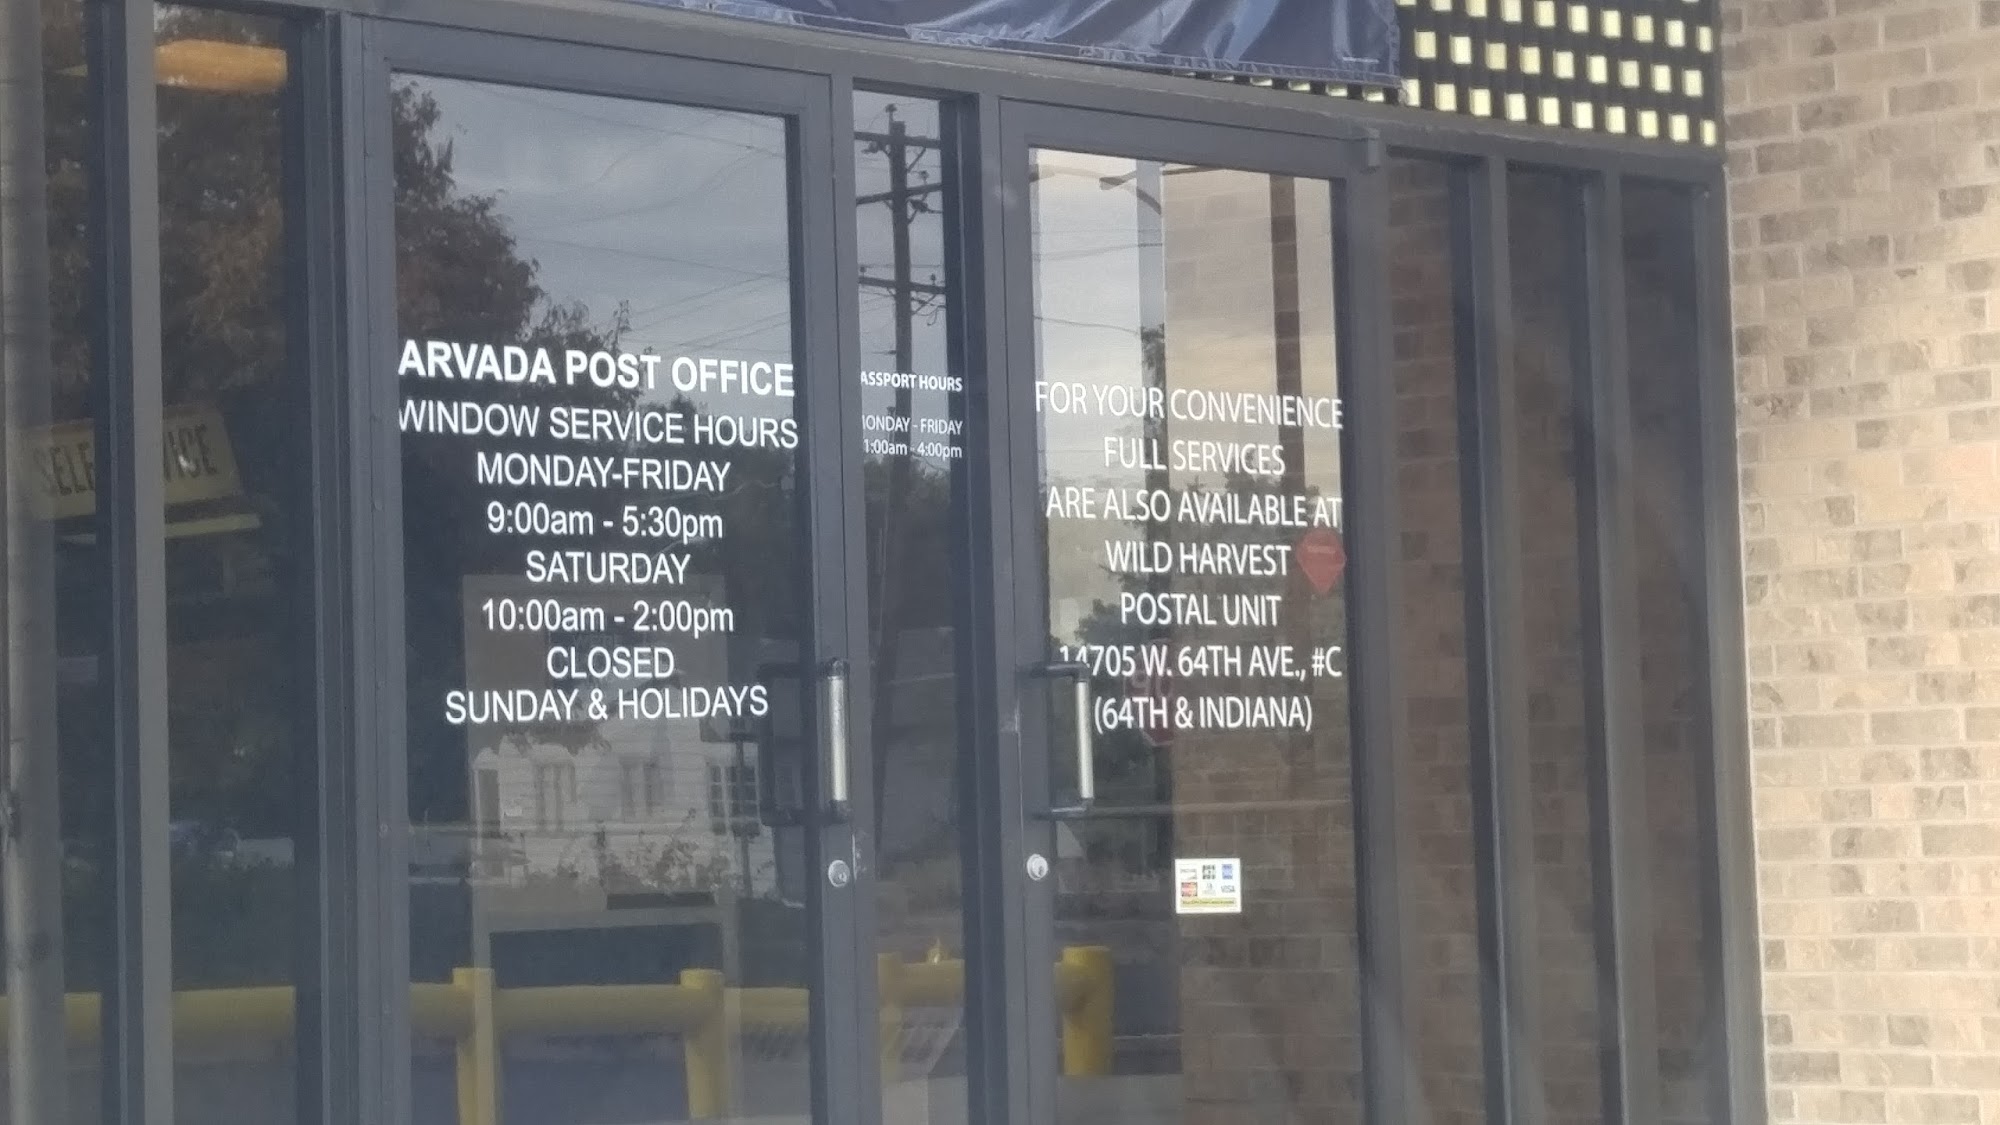 ARVADA POST OFFICE
WINDOW SERVICE HOURS
MONDAY-FRIDAY
9:00am - 5:30pm
SATURDAY
10:00am - 2:00pm
CLOSED
SUNDAY & HOLIDAYS
ASSPORT HOURS
ONDAY - FRIDAY
1:00am - 4:00pm
FOR YOUR CONVENIENCE
FULL SERVICES
ARE ALSO AVAILABLE AT
WILD HARVEST
POSTAL UNIT
14705 W. 64TH AVE., #C
(64TH & INDIANA)
VISA